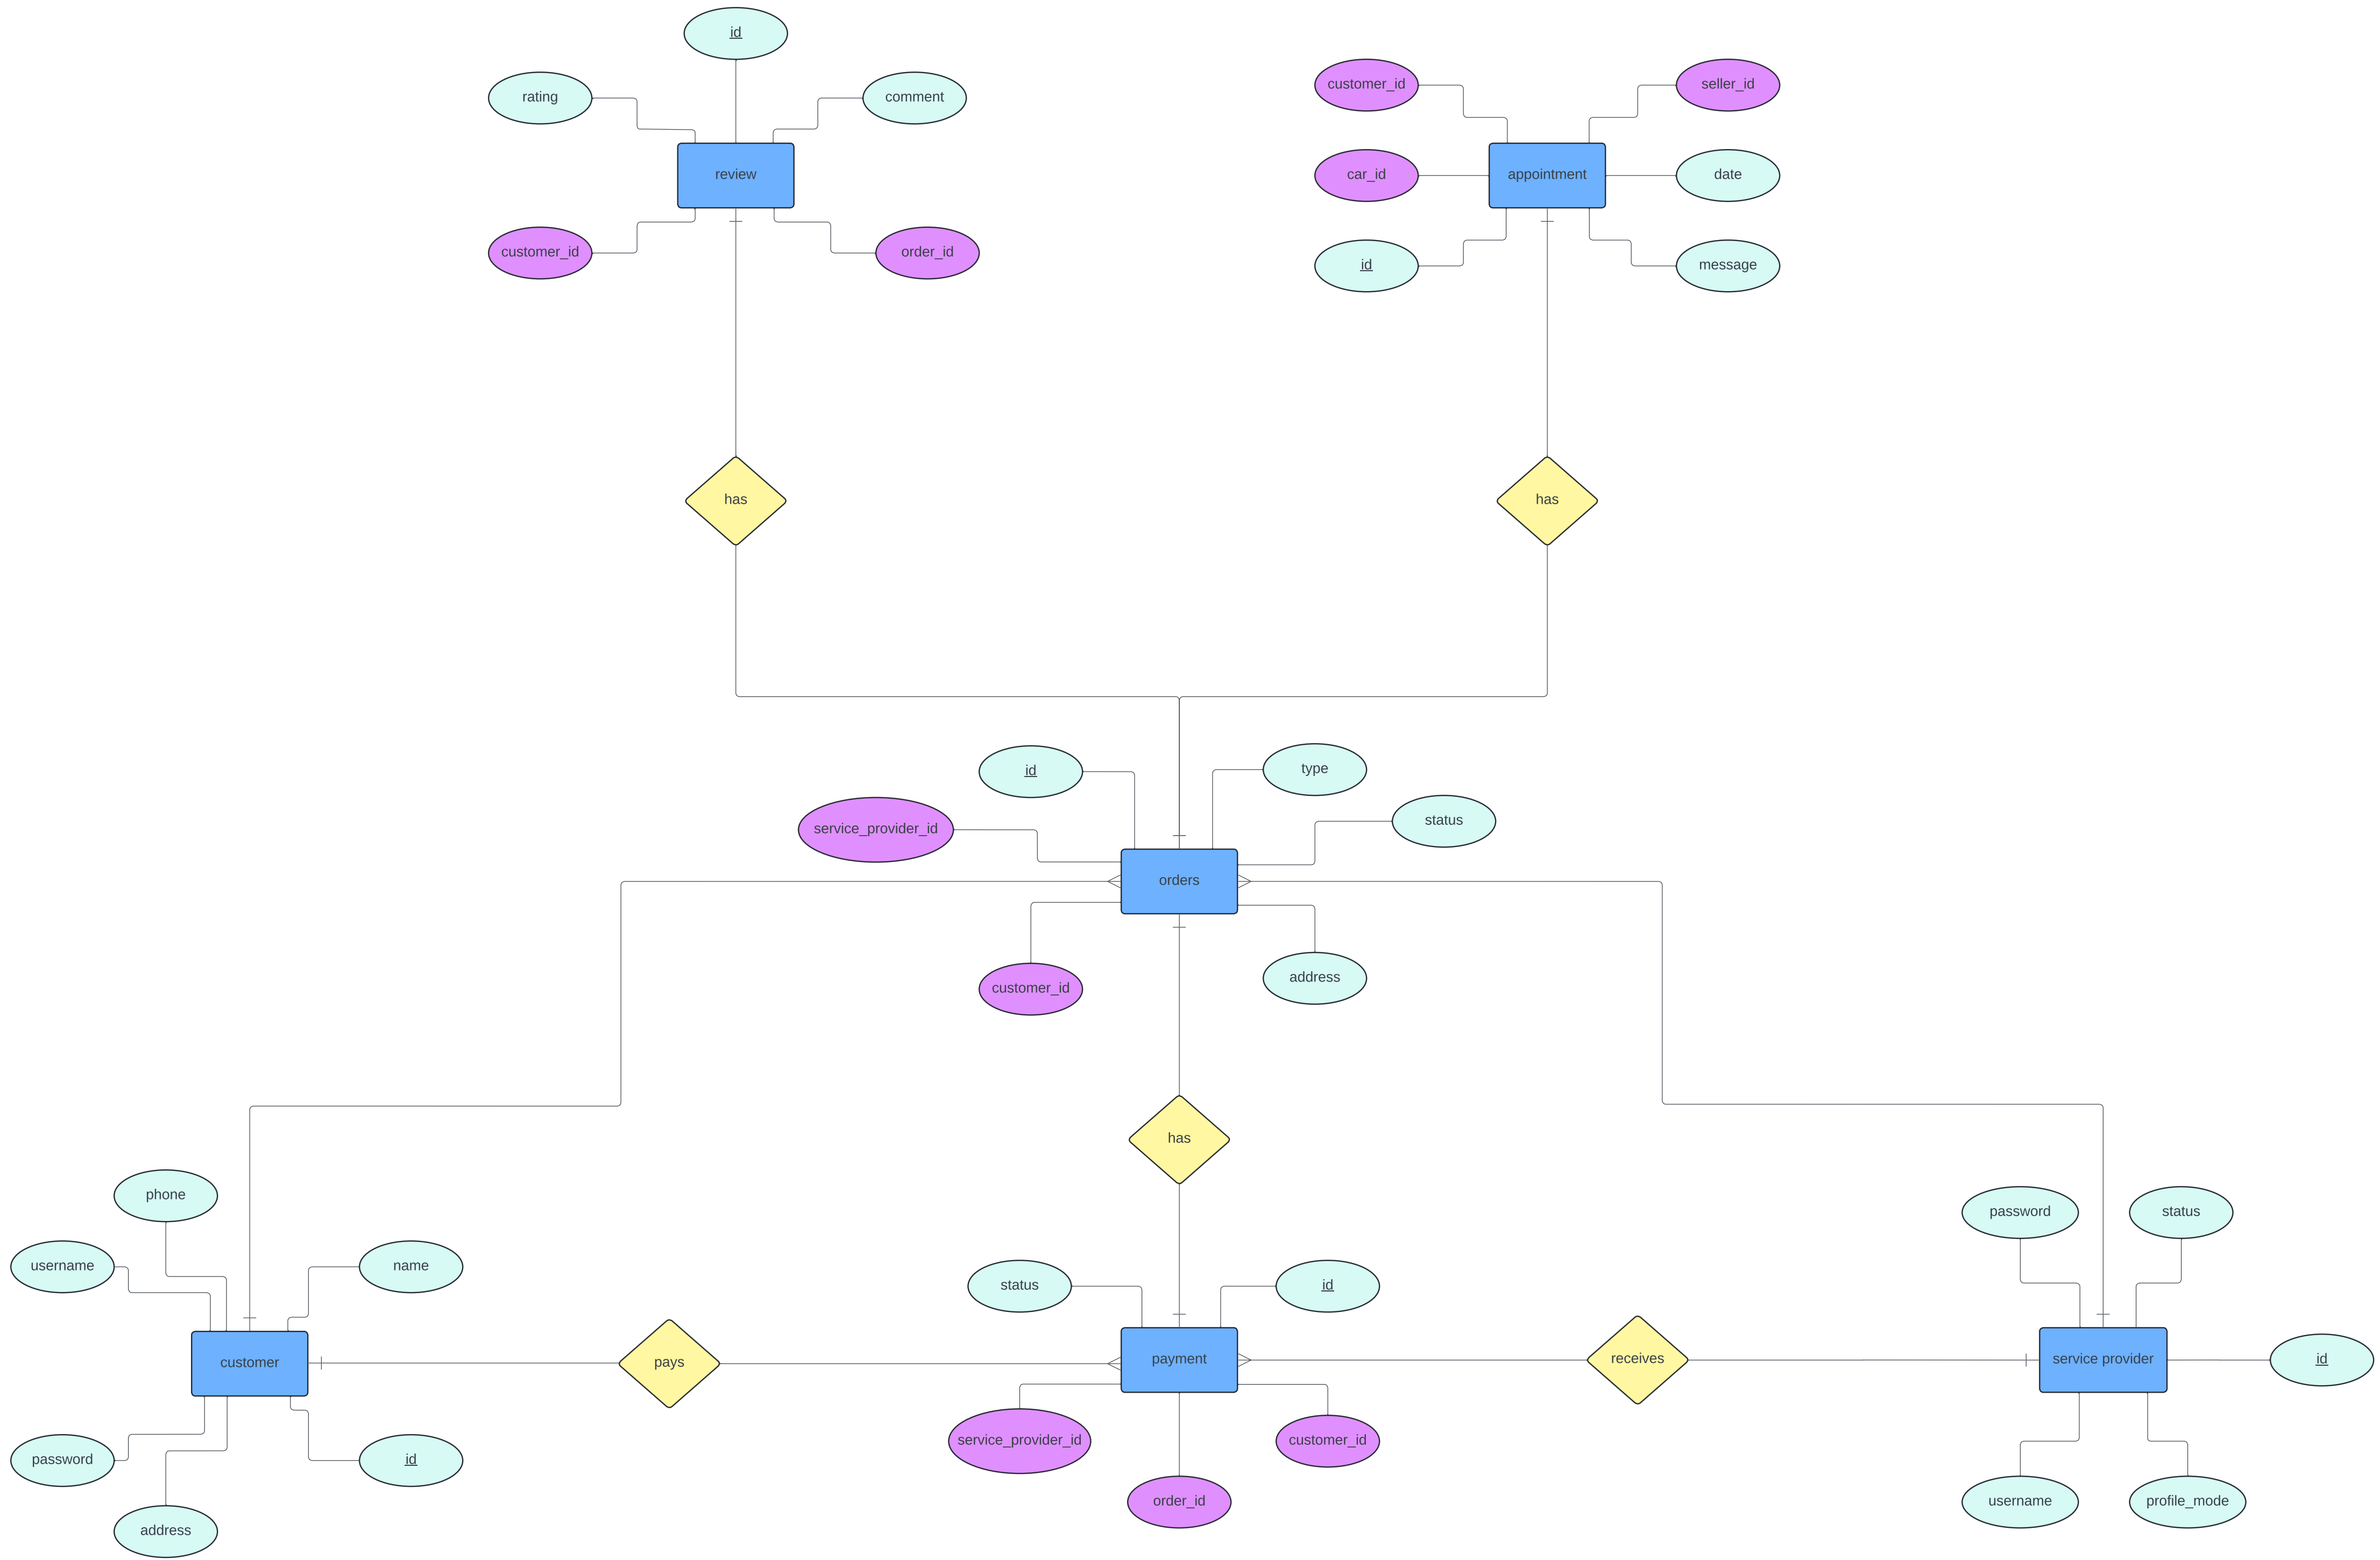 id
rating
comment
review
customer_id
order_id
customer_id
seller_id
car_id
appointment
date
id
message
has
has
id
type
service_provider_id
status
orders
customer_id
address
has
phone
username
name
customer
password
id
address
pays
status
id
payment
service_provider_id
customer_id
order_id
receives
password
status
service provider
id
username
profile_mode